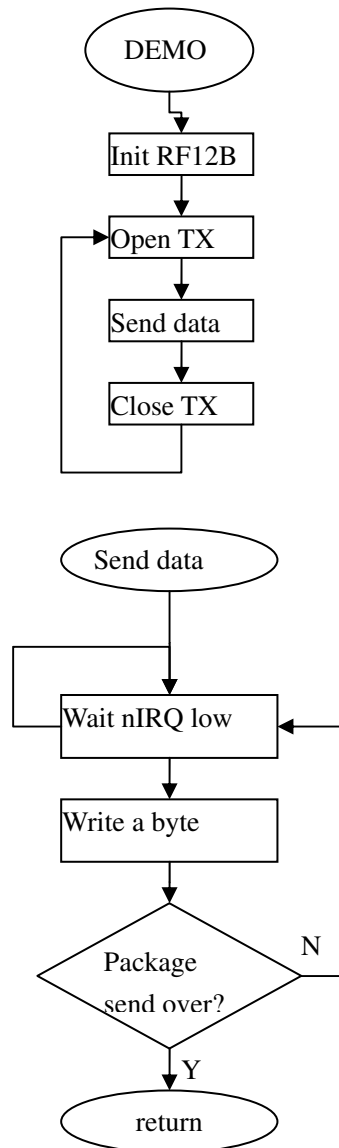 DEMO
Init RF12B
Open TX
Send data
Close TX
Send data
Wait nIRQ low
Write a byte
Package
send over?
N
Y
return